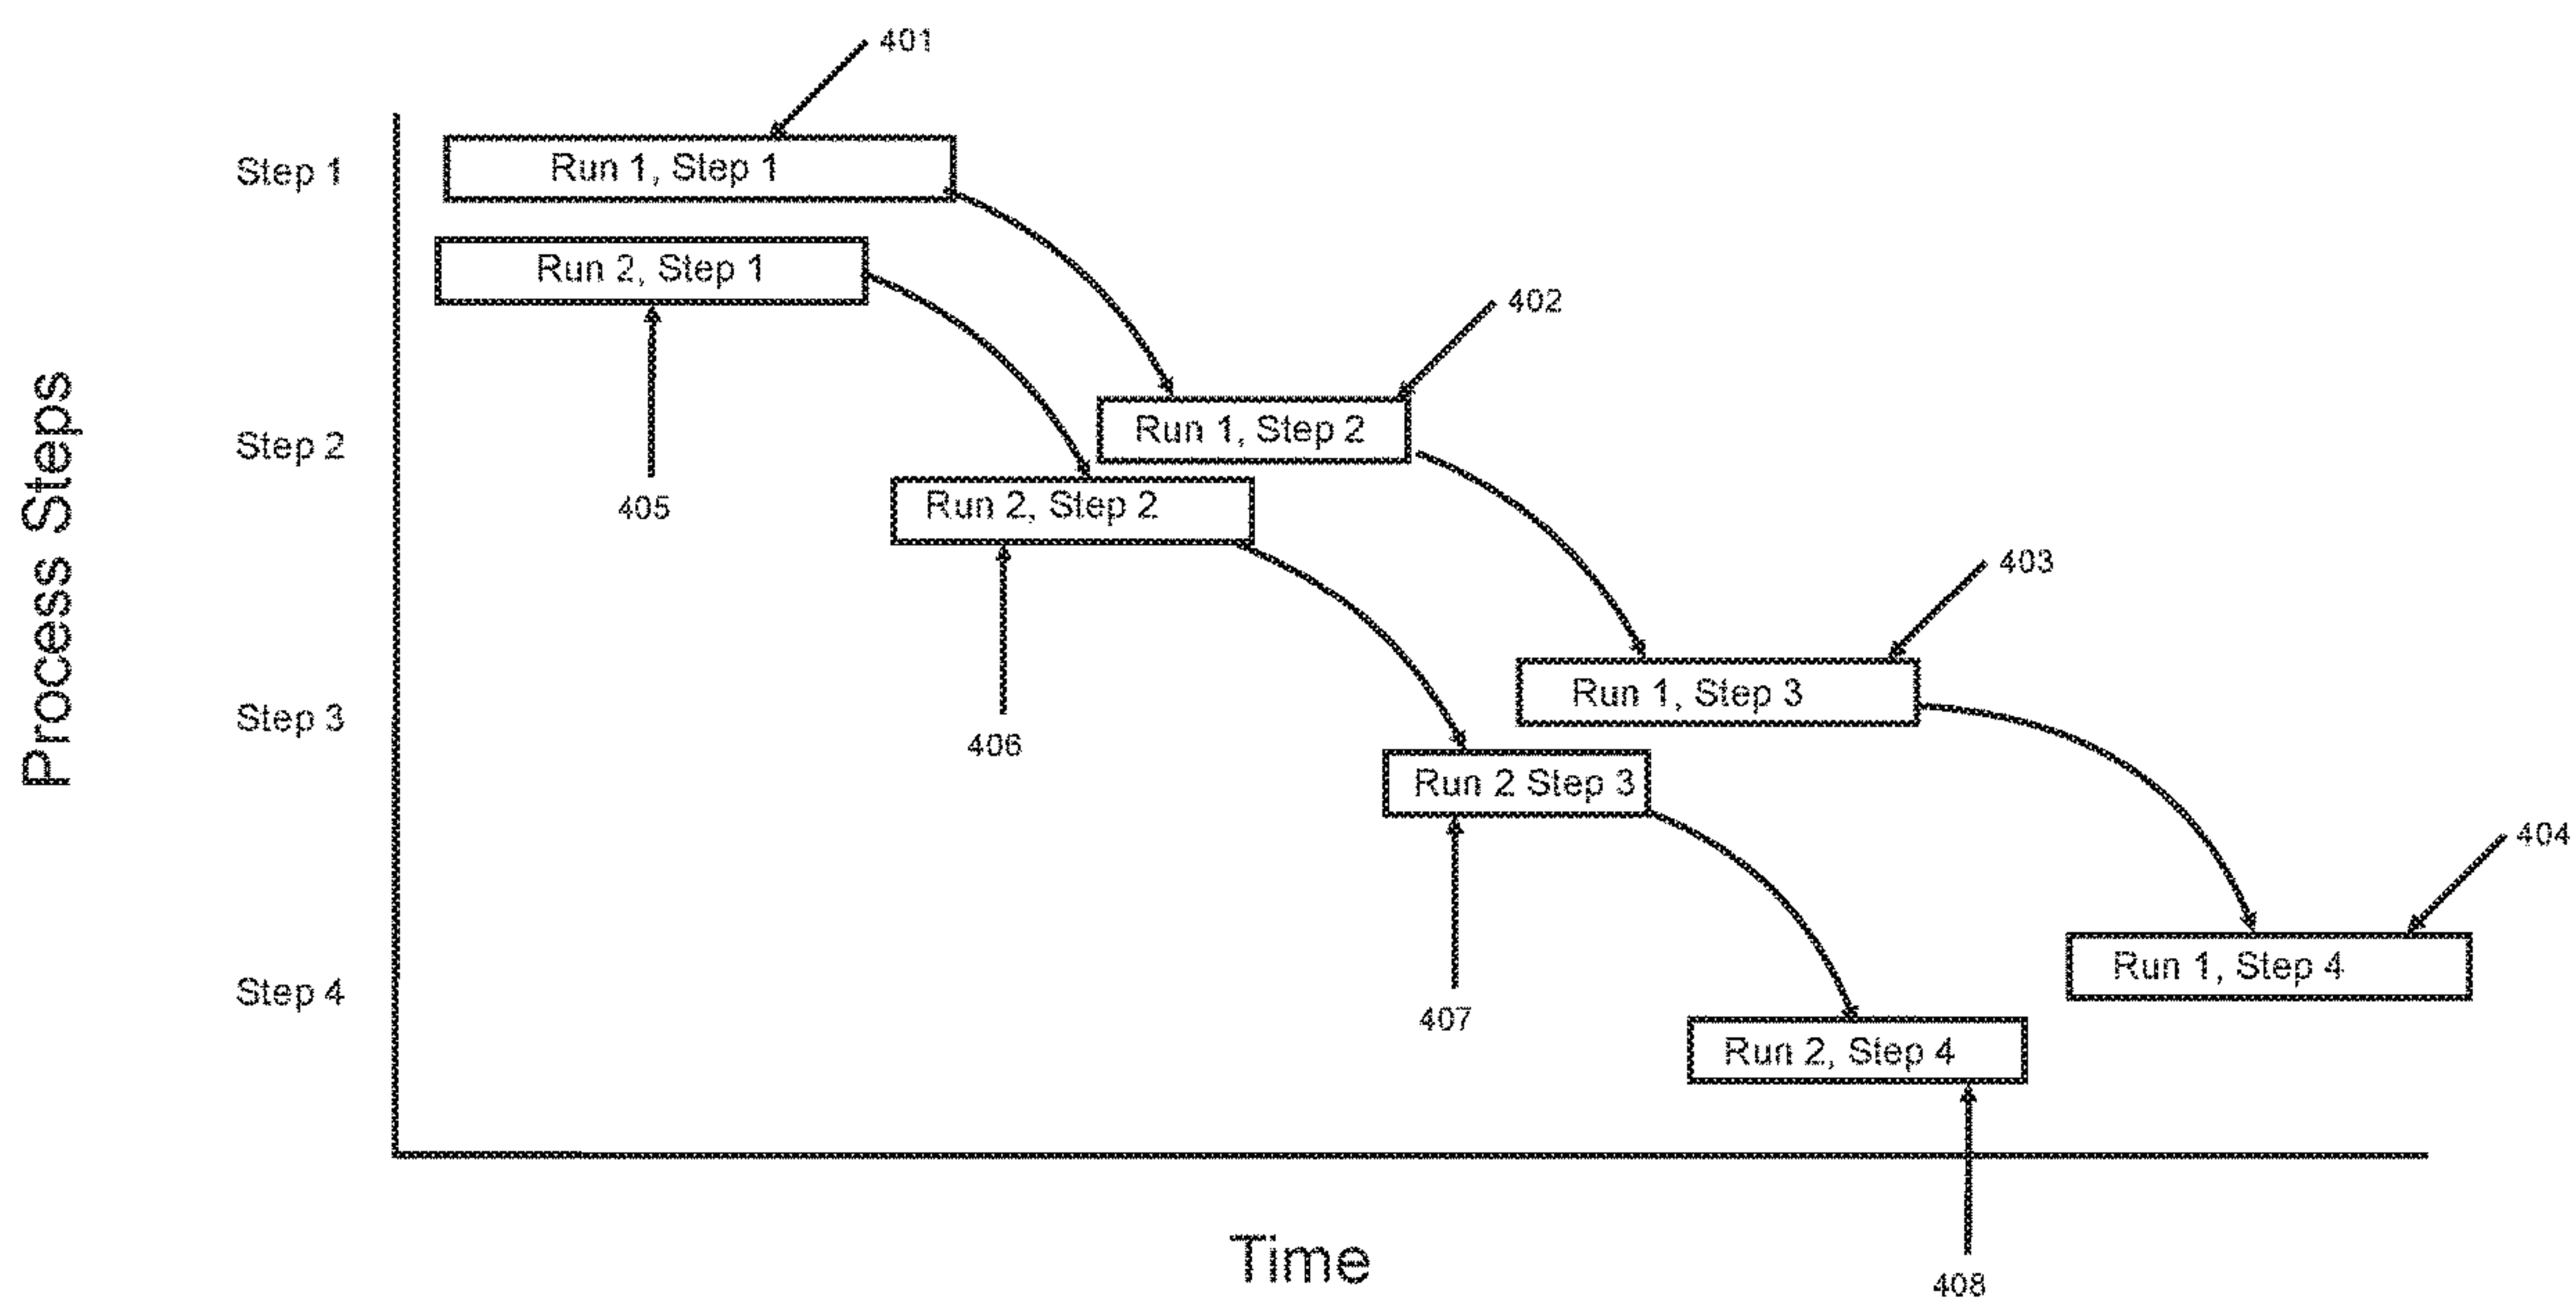 401
Step 1
Run 1, Step 1
Run 2, Step 1
402
Process Steps
Step 2
Run 1, Step 2
405
Run 2, Step 2
403
Step 3
Run 1, Step 3
406
Run 2 Step 3
404
Step 4
Run 1, Step 4
407
Run 2, Step 4
Time
408